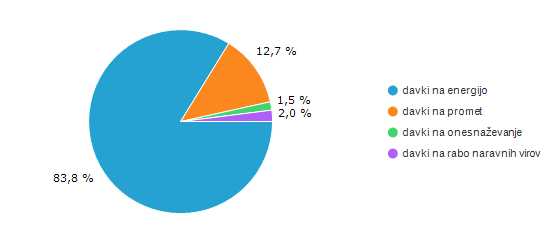 12,7 %
1,5 %
2,0 %
83,8 %
davki na energijo
davki na promet
davki na onesnaževanje
davki na rabo naravnih virov